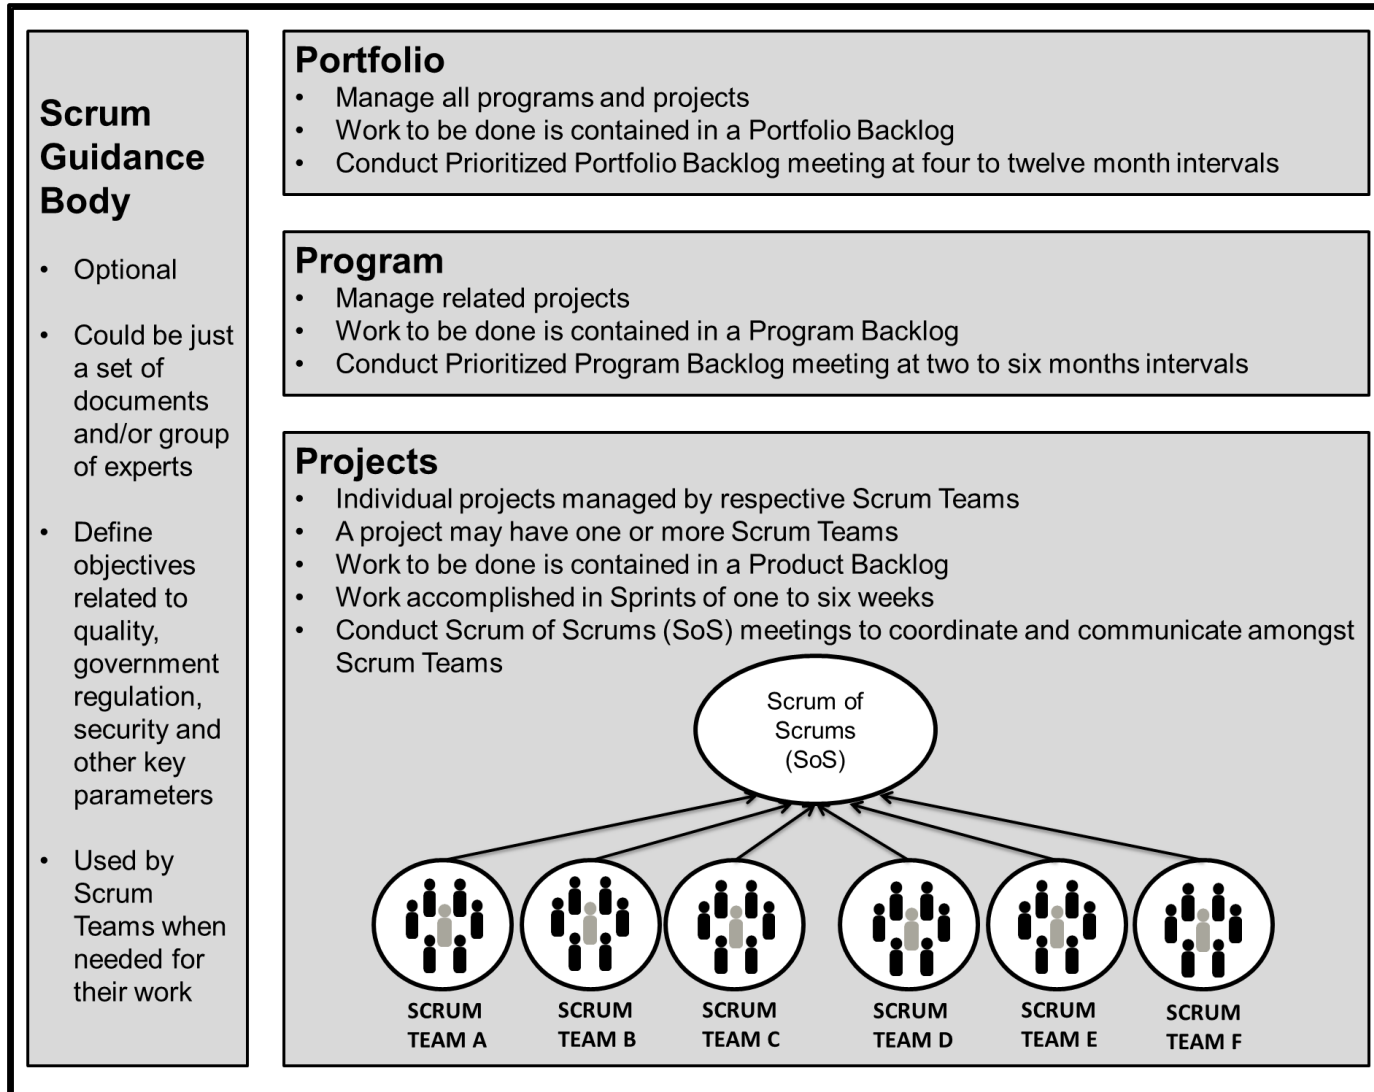 Scrum
Guidance
Body
• Optional
• Could be just
a set of
documents
and/or group
of experts
• Define
objectives
related to
quality,
government
regulation,
security and
other key
parameters
• Used by
Scrum
Teams when
needed for
their work
Portfolio
• Manage all programs and projects
• Work to be done is contained in a Portfolio Backlog
• Conduct Prioritized Portfolio Backlog meeting at four to twelve month intervals
Program
• Manage related projects
• Work to be done is contained in a Program Backlog
• Conduct Prioritized Program Backlog meeting at two to six months intervals
Projects
• Individual projects managed by respective Scrum Teams
• A project may have one or more Scrum Teams
• Work to be done is contained in a Product Backlog
• Work accomplished in Sprints of one to six weeks
• Conduct Scrum of Scrums (SoS) meetings to coordinate and communicate amongst
Scrum Teams
Scrum of
Scrums
(SoS)
SCRUM
TEAM A
SCRUM
TEAM B
SCRUM
TEAM C
SCRUM
TEAM D
SCRUM
TEAM E
SCRUM
TEAM F